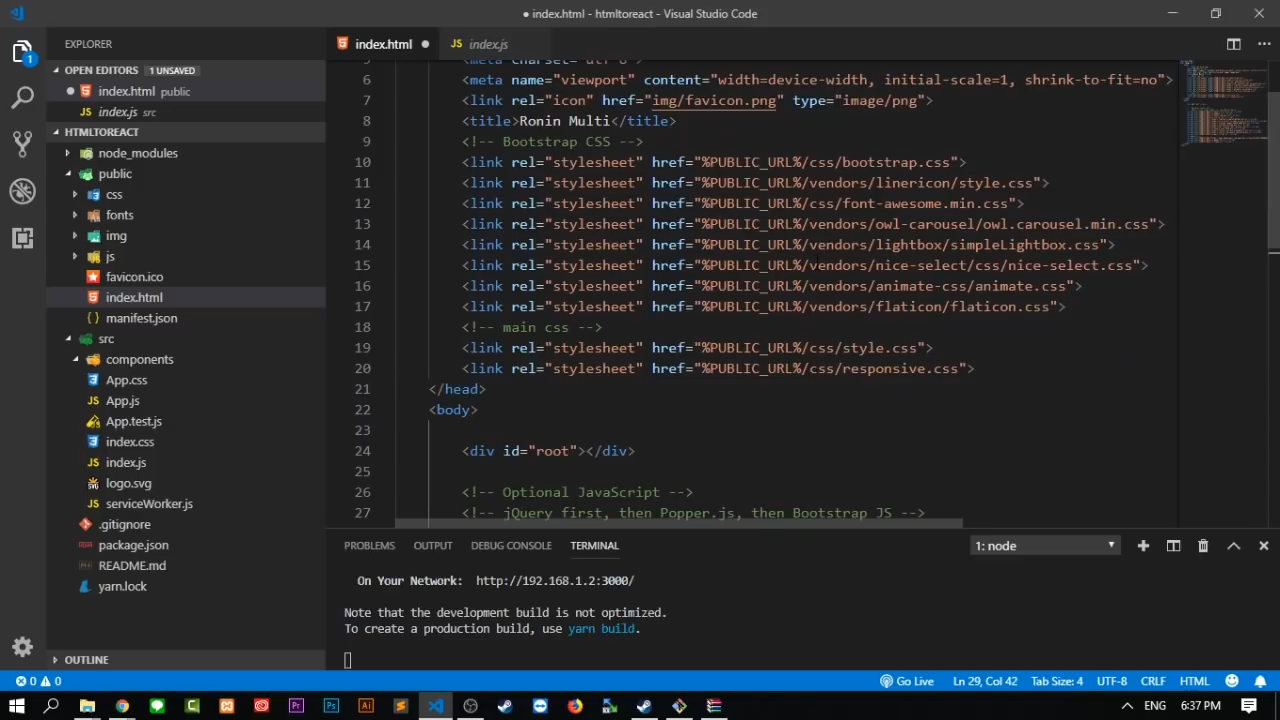 ● index.html - htmltoreact - Visual Studio Code
EXPLORER
OPEN EDITORS 1 UNSAVED
● index.html public
JS index.js src
HTMLTOREACT
node_modules
public
css
fonts
img
js
favicon.ico
index.html
{ } manifest.json
src
components
App.css
JS App.js
App.test.js
index.css
JS index.js
logo.svg
JS serviceWorker.js
.gitignore
package.json
README.md
yarn.lock
OUTLINE
1
index.html ●
JS index.js
5 <meta charset="utf-8">
6 <meta name="viewport" content="width=device-width, initial-scale=1, shrink-to-fit=no">
7 <link rel="icon" href="img/favicon.png" type="image/png">
8 <title>Ronin Multi</title>
9 <!-- Bootstrap CSS -->
10 <link rel="stylesheet" href="%PUBLIC_URL%/css/bootstrap.css">
11 <link rel="stylesheet" href="%PUBLIC_URL%/vendors/linericon/style.css">
12 <link rel="stylesheet" href="%PUBLIC_URL%/css/font-awesome.min.css">
13 <link rel="stylesheet" href="%PUBLIC_URL%/vendors/owl-carousel/owl.carousel.min.css">
14 <link rel="stylesheet" href="%PUBLIC_URL%/vendors/lightbox/simpleLightbox.css">
15 <link rel="stylesheet" href="%PUBLIC_URL%/vendors/nice-select/css/nice-select.css">
16 <link rel="stylesheet" href="%PUBLIC_URL%/vendors/animate-css/animate.css">
17 <link rel="stylesheet" href="%PUBLIC_URL%/vendors/flaticon/flaticon.css">
18 <!-- main css -->
19 <link rel="stylesheet" href="%PUBLIC_URL%/css/style.css">
20 <link rel="stylesheet" href="%PUBLIC_URL%/css/responsive.css">
21 </head>
22 <body>
23
24 <div id="root"></div>
25
26 <!-- Optional JavaScript -->
27 <!-- jQuery first, then Popper.js, then Bootstrap JS -->
PROBLEMS OUTPUT DEBUG CONSOLE TERMINAL 1: node
On Your Network: http://192.168.1.2:3000/
Note that the development build is not optimized.
To create a production build, use yarn build.
0 0 Go Live Ln 29, Col 42 Tab Size: 4 UTF-8 CRLF HTML
Pr Ps Ai ENG 6:37 PM